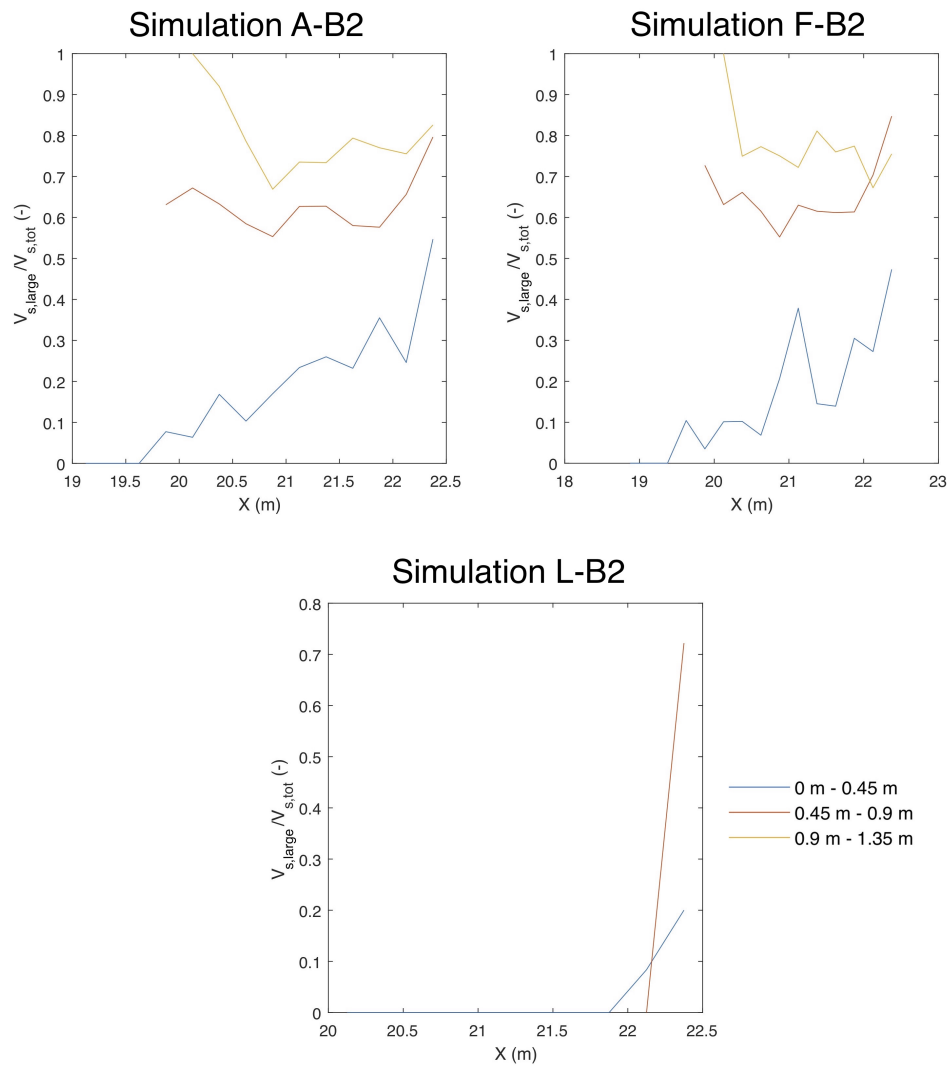 Simulation A-B2
V_s,large /V_s,tot (-)
1
0.9
0.8
0.7
0.6
0.5
0.4
0.3
0.2
0.1
0
19 19.5 20 20.5 21 21.5 22 22.5
X (m)
Simulation F-B2
V_s,large /V_s,tot (-)
1
0.9
0.8
0.7
0.6
0.5
0.4
0.3
0.2
0.1
0
18 19 20 21 22 23
X (m)
Simulation L-B2
V_s,large /V_s,tot (-)
0.8
0.7
0.6
0.5
0.4
0.3
0.2
0.1
0
20 20.5 21 21.5 22 22.5
X (m)
0 m - 0.45 m
0.45 m - 0.9 m
0.9 m - 1.35 m